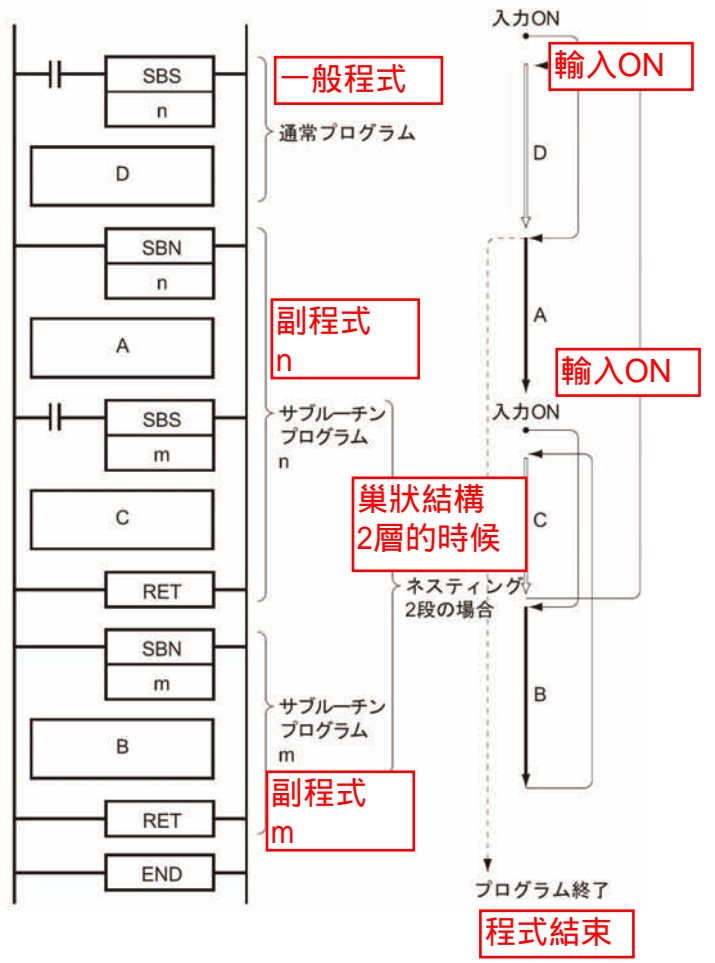 SBS
n
D
SBN
n
A
SBS
m
C
RET
SBN
m
B
RET
END
一般程式
通常プログラム
副程式
n
サブルーチン
プログラム
n
巢狀結構
2層的時候
ネスティング
2段の場合
サブルーチン
プログラム
m
副程式
m
入力ON
輸入ON
D
A
輸入ON
入力ON
C
B
プログラム終了
程式結束